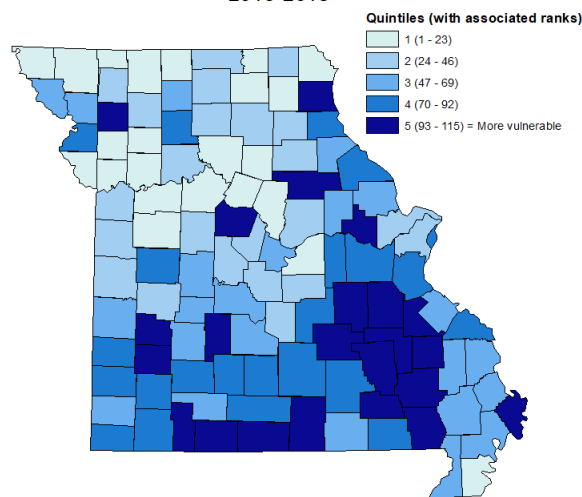 Quintiles (with associated ranks)
1 (1 - 23)
2 (24 - 46)
3 (47 - 69)
4 (70 - 92)
5 (93 - 115) = More vulnerable